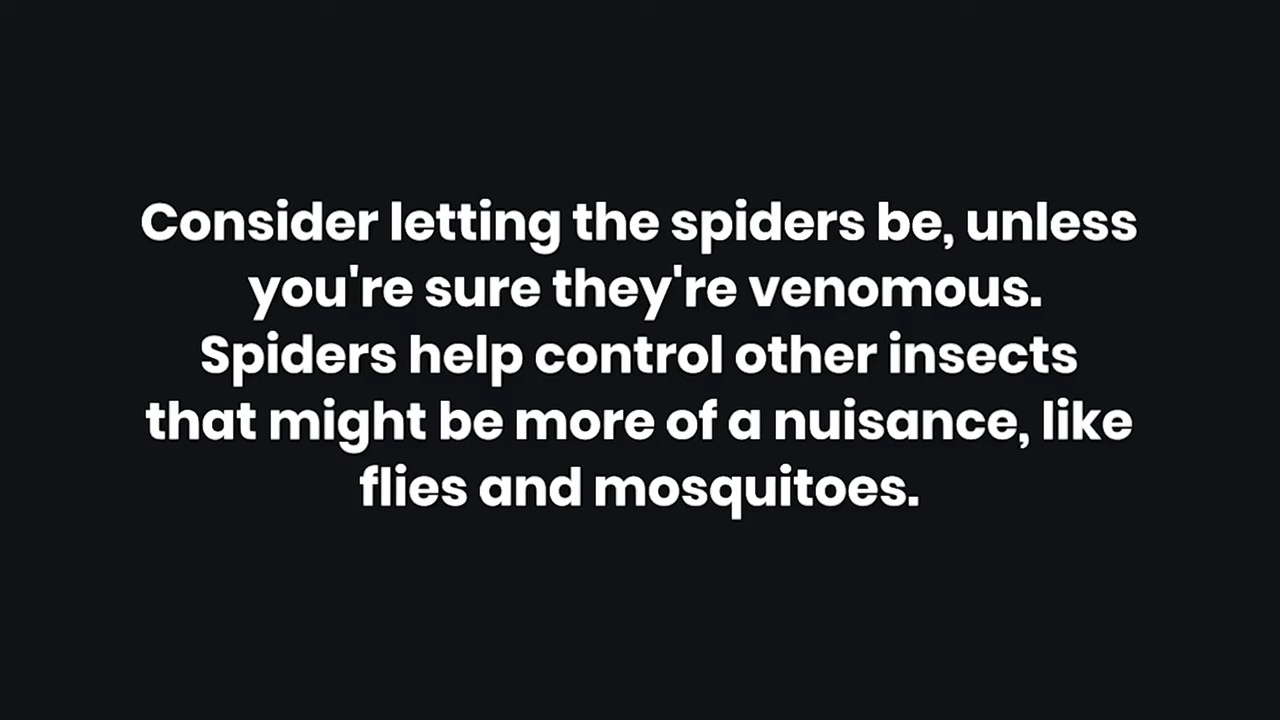 Consider letting the spiders be, unless
you're sure they're venomous.
Spiders help control other insects
that might be more of a nuisance, like
flies and mosquitoes.